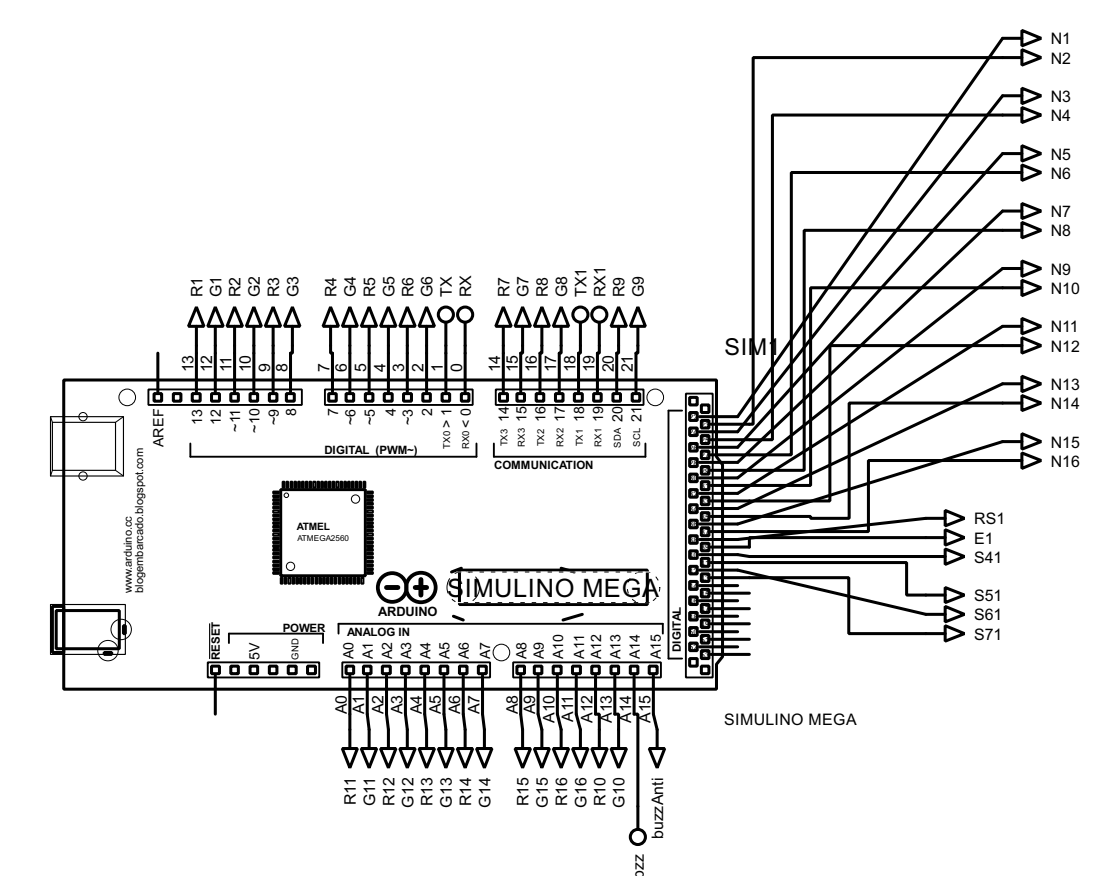 N1
N2
N3
N4
N5
N6
N7
N8
N9
N10
N11
N12
N13
N14
N15
N16
RS1
E1
S41
S51
S61
S71
SIM1
R1 G1 R2 G2 R3 G3
R4 G4 R5 G5 R6 G6 TX RX
R7 G7 R8 G8 TX1 RX1 R9 G9
13 12 11 10 9 8
7 6 5 4 3 2 1 0
14 15 16 17 18 19 20 21
AREF
13 12 ~11 ~10 ~9 8
7 ~6 ~5 4 ~3 2 1 0
TX0 > RX0 <
14 15 16 17 18 19 20 21
TX3 RX3 TX2 RX2 TX1 RX1 SDA SCL
DIGITAL (PWM~)
COMMUNICATION
www.arduino.cc
blogembarcado.blogspot.com
ATMEL
ATMEGA2560
ARDUINO
SIMULINO MEGA
DIGITAL
RESET
POWER
5V
GND
ANALOG IN
A0 A1 A2 A3 A4 A5 A6 A7
A8 A9 A10 A11 A12 A13 A14 A15
A0 A1 A2 A3 A4 A5 A6 A7
A8 A9 A10 A11 A12 A13 A14 A15
SIMULINO MEGA
R11 G11 R12 G12 R13 G13 R14 G14
R15 G15 R16 G16 R10 G10
buzzAnti